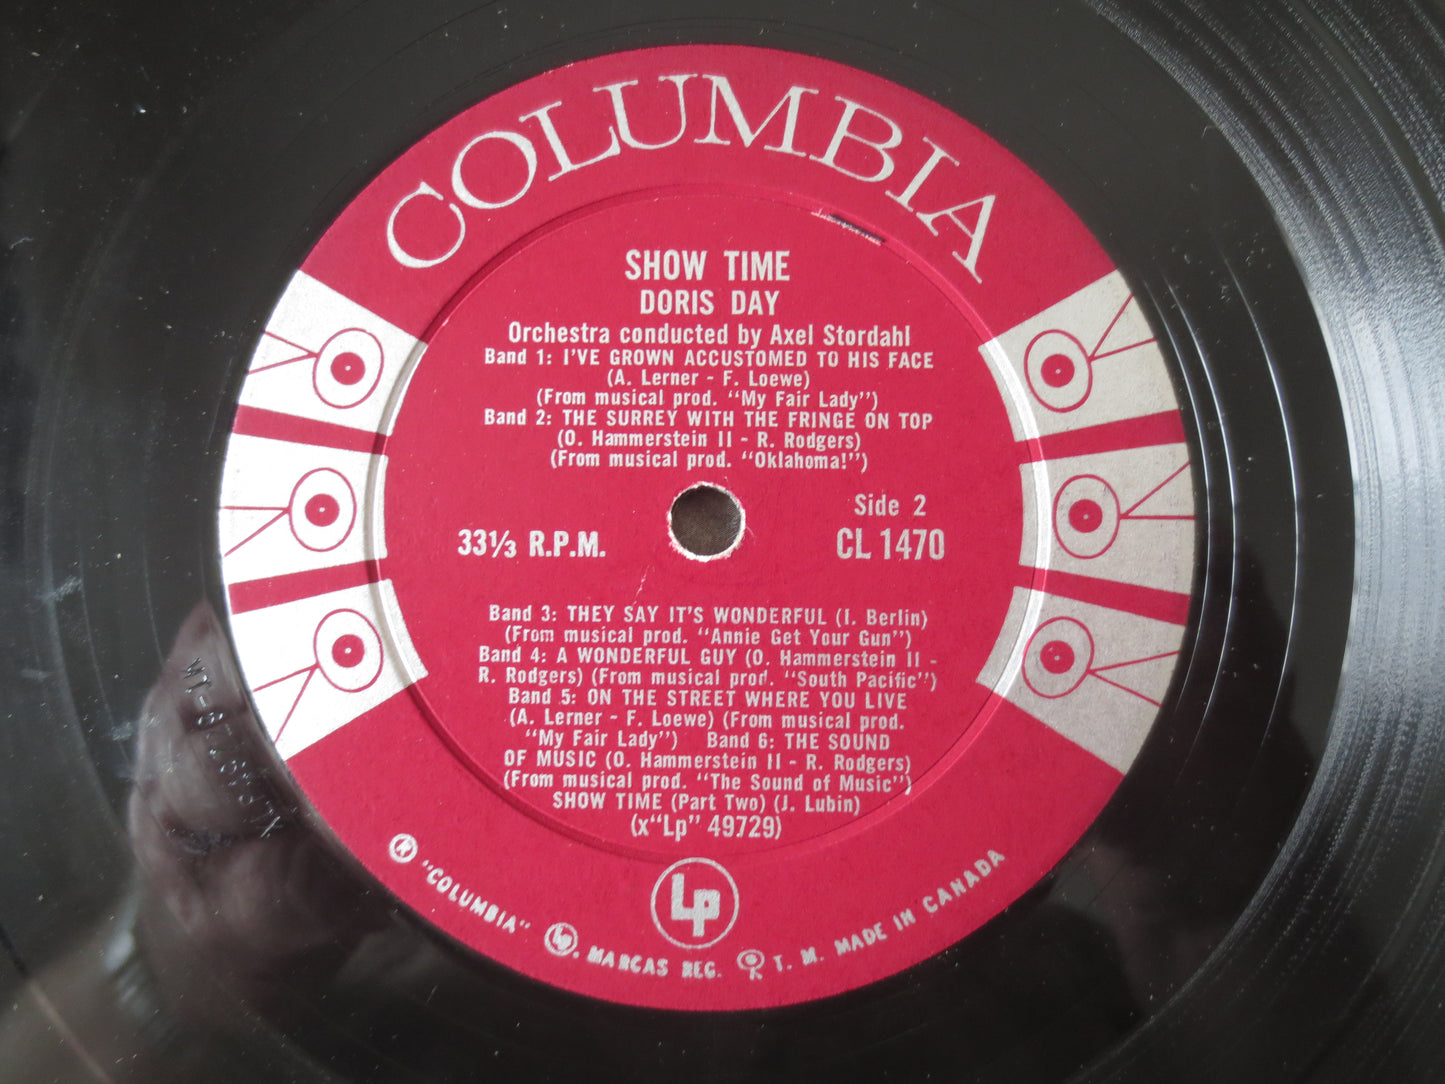 COLUMBIA
SHOW TIME
DORIS DAY
Orchestra conducted by Axel Stordahl
Band 1: I'VE GROWN ACCUSTOMED TO HIS FACE
(A. Lerner - F. Loewe)
(From musical prod. "My Fair Lady")
Band 2: THE SURREY WITH THE FRINGE ON TOP
(O. Hammerstein II - R. Rodgers)
(From musical prod. "Oklahoma!")
Side 2
33⅓ R.P.M.
CL 1470
Band 3: THEY SAY IT'S WONDERFUL (I. Berlin)
(From musical prod. "Annie Get Your Gun")
Band 4: A WONDERFUL GUY (O. Hammerstein II -
R. Rodgers) (From musical prod. "South Pacific")
Band 5: ON THE STREET WHERE YOU LIVE
(A. Lerner - F. Loewe) (From musical prod.
"My Fair Lady") Band 6: THE SOUND
OF MUSIC (O. Hammerstein II - R. Rodgers)
(From musical prod. "The Sound of Music")
SHOW TIME (Part Two) (J. Lubin)
(x"Lp" 49729)
Lp
® "COLUMBIA" Lp. MARCAS REG. T. M. MADE IN CANADA